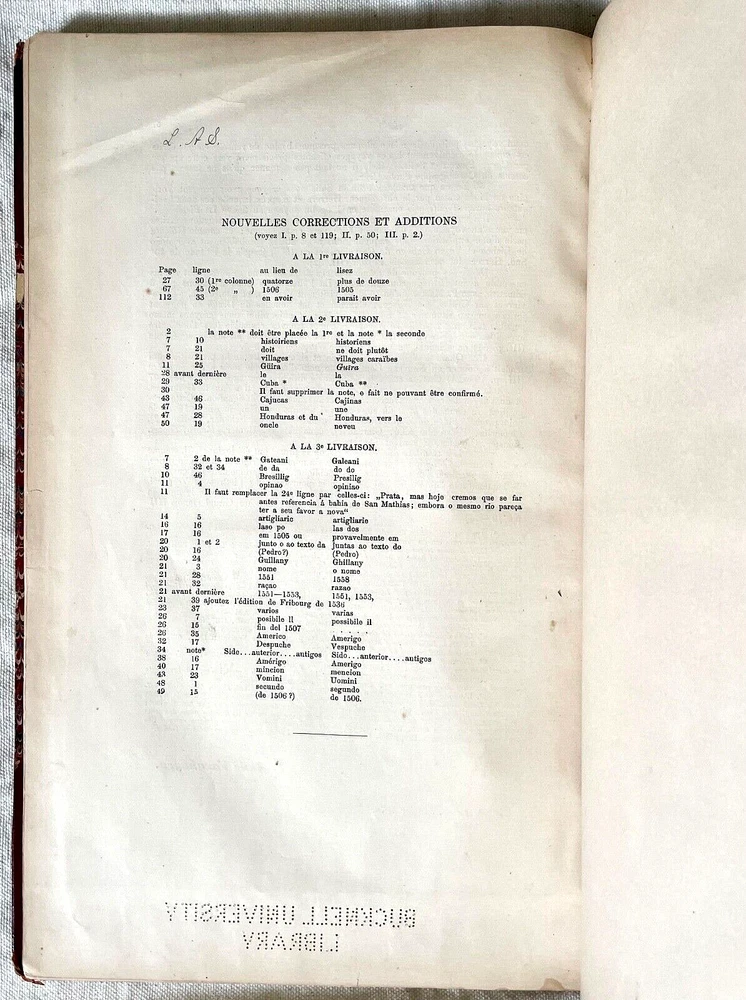 L. A S.
NOUVELLES CORRECTIONS ET ADDITIONS
(voyez I. p. 8 et 119; II. p. 50; III. p. 2.)
A LA 1re LIVRAISON.
Page ligne au lieu de lisez
27 30 (1re colonne) quatorze plus de douze
67 45 (2e „ ) 1506 1505
112 33 en avoir parait avoir
A LA 2e LIVRAISON.
2 la note ** doit être placée la 1re et la note * la seconde
7 10 histoiriens historiens
7 21 doit ne doit plutôt
8 21 villages villages caraïbes
11 25 Güira Guira
28 avant dernière le la
29 33 Cuba * Cuba **
30 Il faut supprimer la note, e fait ne pouvant être confirmé.
43 46 Cajucas Cajinas
47 19 un une
47 28 Honduras et du Honduras, vers le
50 19 oncle neveu
A LA 3e LIVRAISON.
7 2 de la note ** Gateani Galeani
8 32 et 34 de da do do
10 46 Bresilig Presilig
11 4 opinao opiniao
11 Il faut remplacer la 24e ligne par celles-ci: „Prata, mas hoje cremos que se far
antes referencia á bahia de San Mathias; embora o mesmo rio pareça
ter a seu favor a nova“
14 5 artigliaric artigliarie
16 16 laso po las dos
17 16 em 1505 ou provavelmente em
20 1 et 2 junto o ao texto da juntas ao texto do
20 16 (Pedro?) (Pedro)
20 24 Guillany Ghillany
21 3 nome o nome
21 28 1551 1558
21 32 raçao razao
21 avant dernière 1551—1553, 1551, 1553,
21 39 ajoutez l'édition de Fribourg de 1536
23 37 varios varias
26 7 posibile il possibile il
26 15 fin del 1507 . . . . .
26 35 Americo Amerigo
32 17 Despuche Vespuche
34 note* Sido...auterior....antigos Sido...anterior....antigos
38 16 Amérigo Amerigo
40 17 mincion mencion
43 23 Vomini Uomini
48 1 secundo segundo
49 15 (de 1506?) de 1506.
BUCKNELL UNIVERSITY
LIBRARY